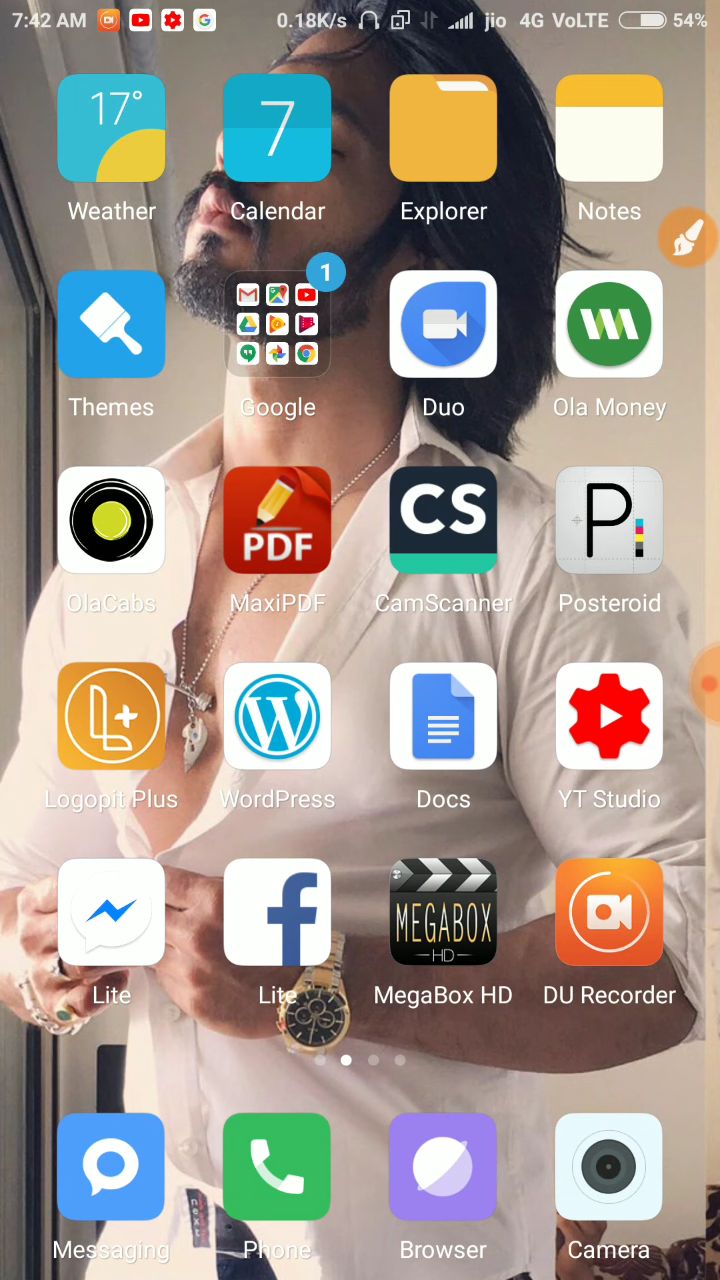 7:42 AM 0.18K/s jio 4G VoLTE 54%
17°
7
Weather Calendar Explorer Notes
1
Themes Google Duo Ola Money
PDF CS P
OlaCabs MaxiPDF CamScanner Posteroid
L+ W
Logopit Plus WordPress Docs YT Studio
f MEGABOX
HD
Lite Lite MegaBox HD DU Recorder
next
Messaging Phone Browser Camera